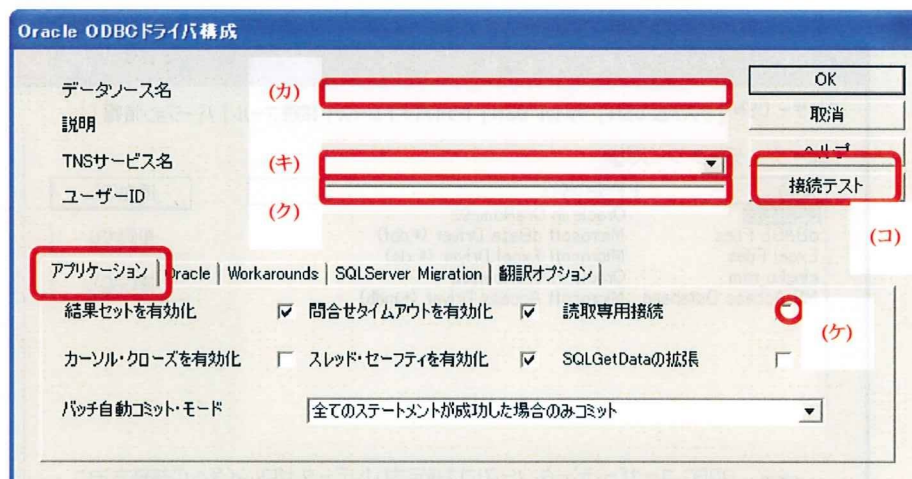 Oracle ODBCドライバ構成
データソース名 (カ) OK
説明 取消
TNSサービス名 (キ) ヘルプ
ユーザーID (ク) 接続テスト
(コ)
アプリケーション Oracle Workarounds SQLServer Migration 翻訳オプション
結果セットを有効化 問合せタイムアウトを有効化 読取専用接続
(ケ)
カーソル・クローズを有効化 スレッド・セーフティを有効化 SQLGetDataの拡張
バッチ自動コミット・モード 全てのステートメントが成功した場合のみコミット